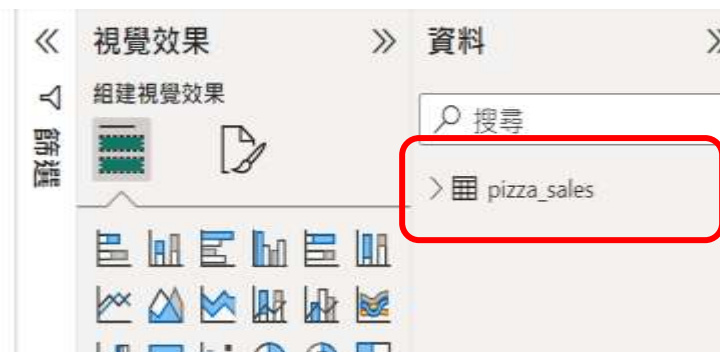 視覺效果
資料
組建視覺效果
搜尋
篩選
pizza_sales